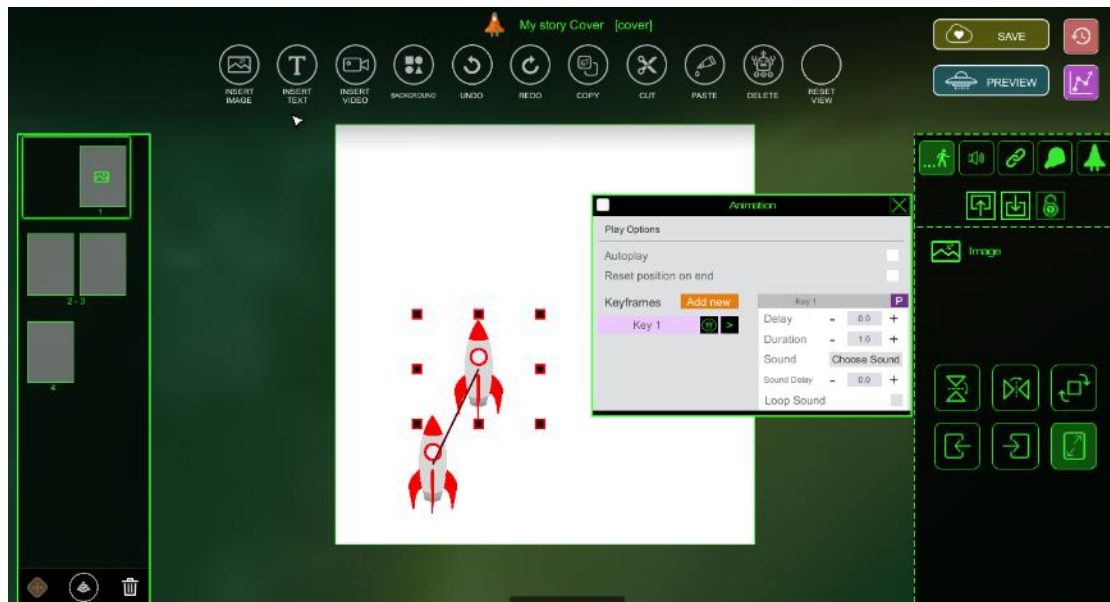 My story Cover [cover]
SAVE
PREVIEW
INSERT IMAGE
INSERT TEXT
INSERT VIDEO
BACKGROUND
UNDO
REDO
COPY
CUT
PASTE
DELETE
RESET VIEW
1
2 - 3
4
Animation
Play Options
Autoplay
Reset position on end
Keyframes Add new
Key 1 >
Key 1 P
Delay - 0.0 +
Duration - 1.0 +
Sound Choose Sound
Sound Delay - 0.0 +
Loop Sound
Image